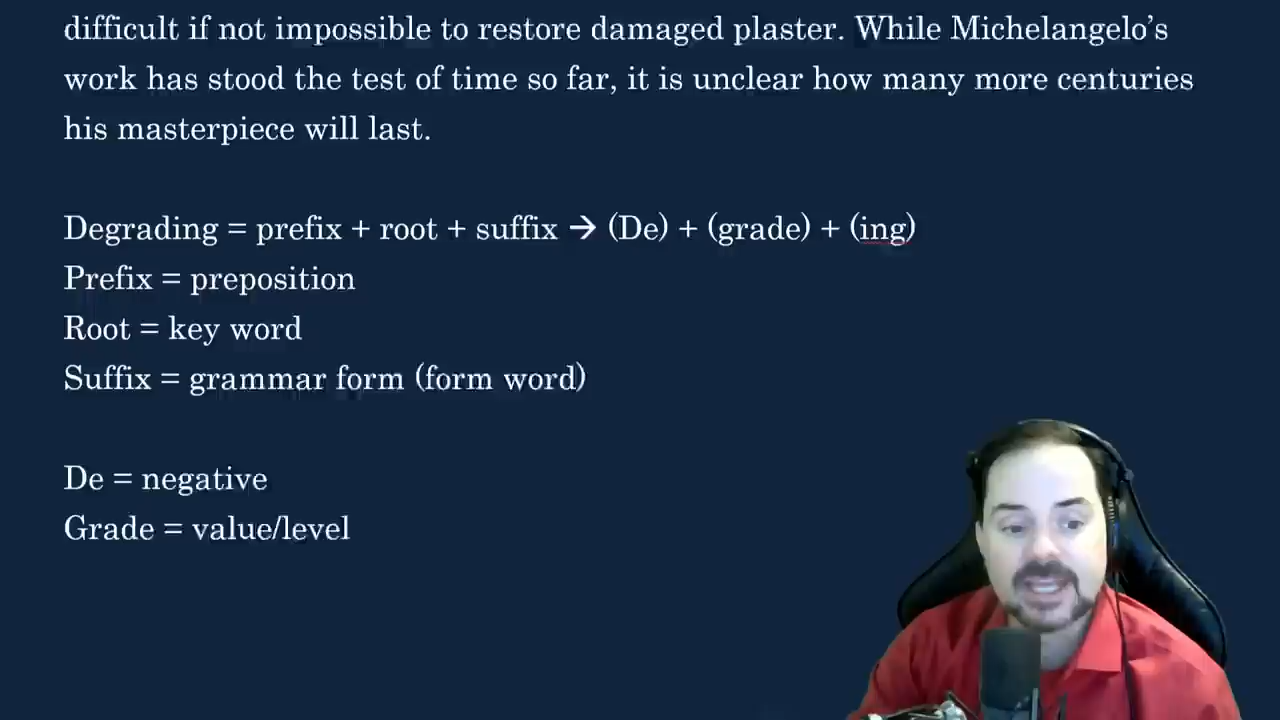 difficult if not impossible to restore damaged plaster. While Michelangelo’s
work has stood the test of time so far, it is unclear how many more centuries
his masterpiece will last.
Degrading = prefix + root + suffix → (De) + (grade) + (ing)
Prefix = preposition
Root = key word
Suffix = grammar form (form word)
De = negative
Grade = value/level